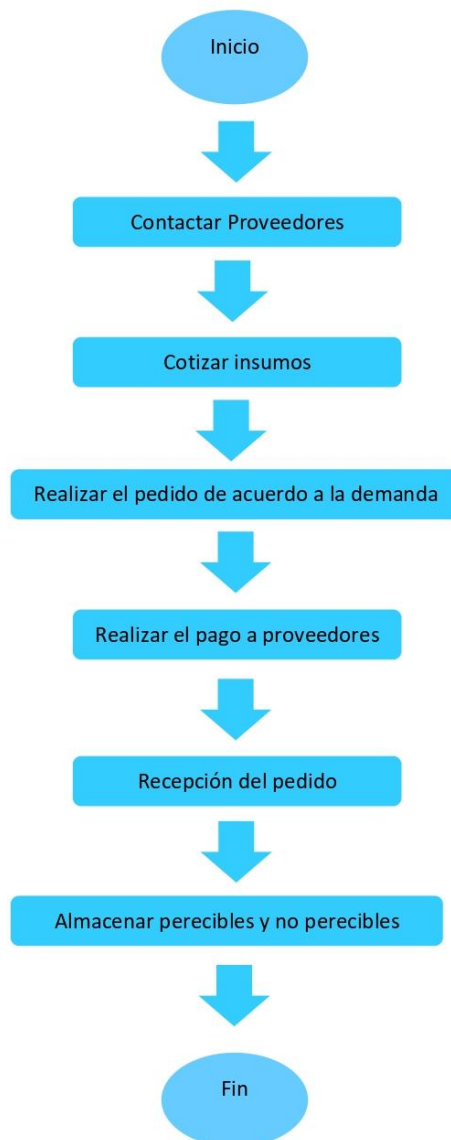 Inicio
Contactar Proveedores
Cotizar insumos
Realizar el pedido de acuerdo a la demanda
Realizar el pago a proveedores
Recepción del pedido
Almacenar perecibles y no perecibles
Fin